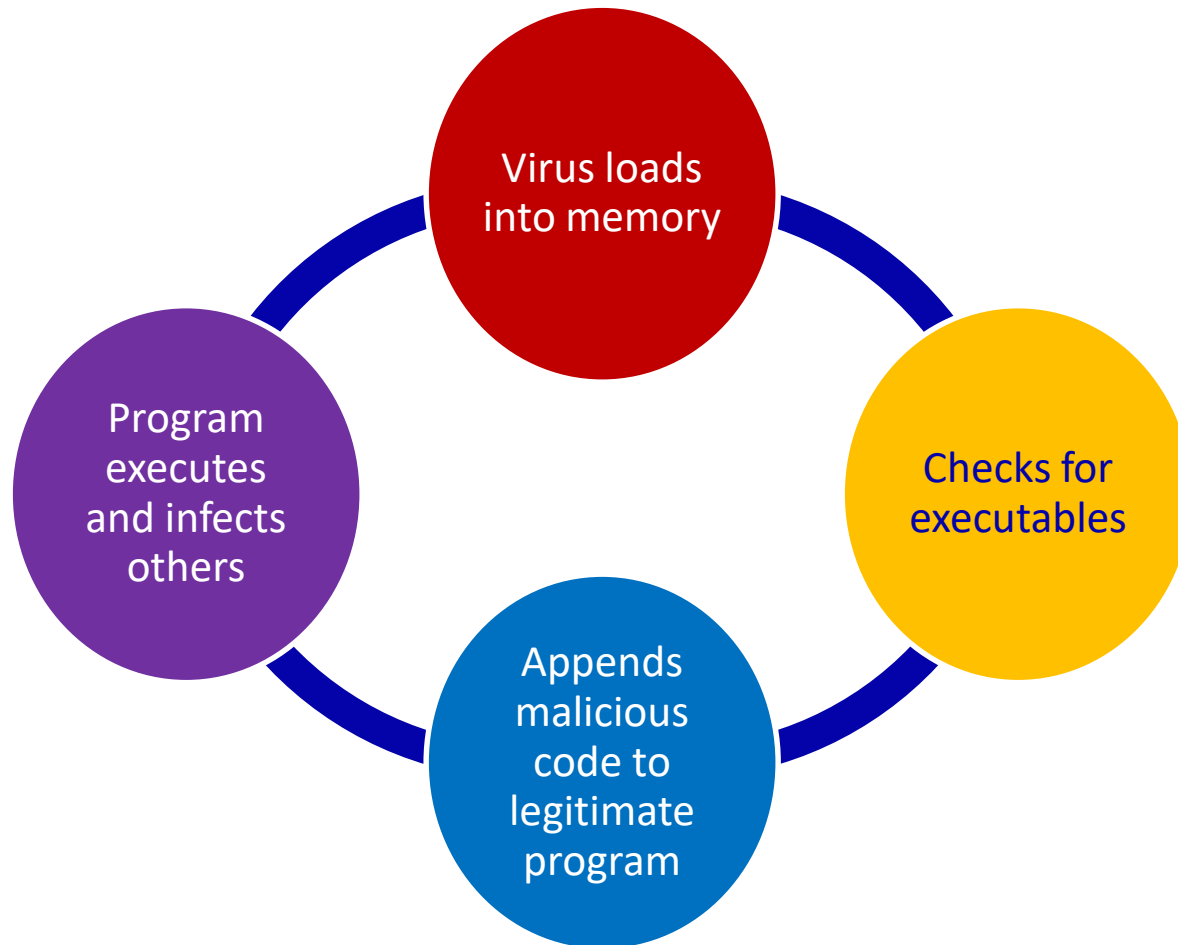 Virus loads
into memory
Checks for
executables
Appends
malicious
code to
legitimate
program
Program
executes
and infects
others